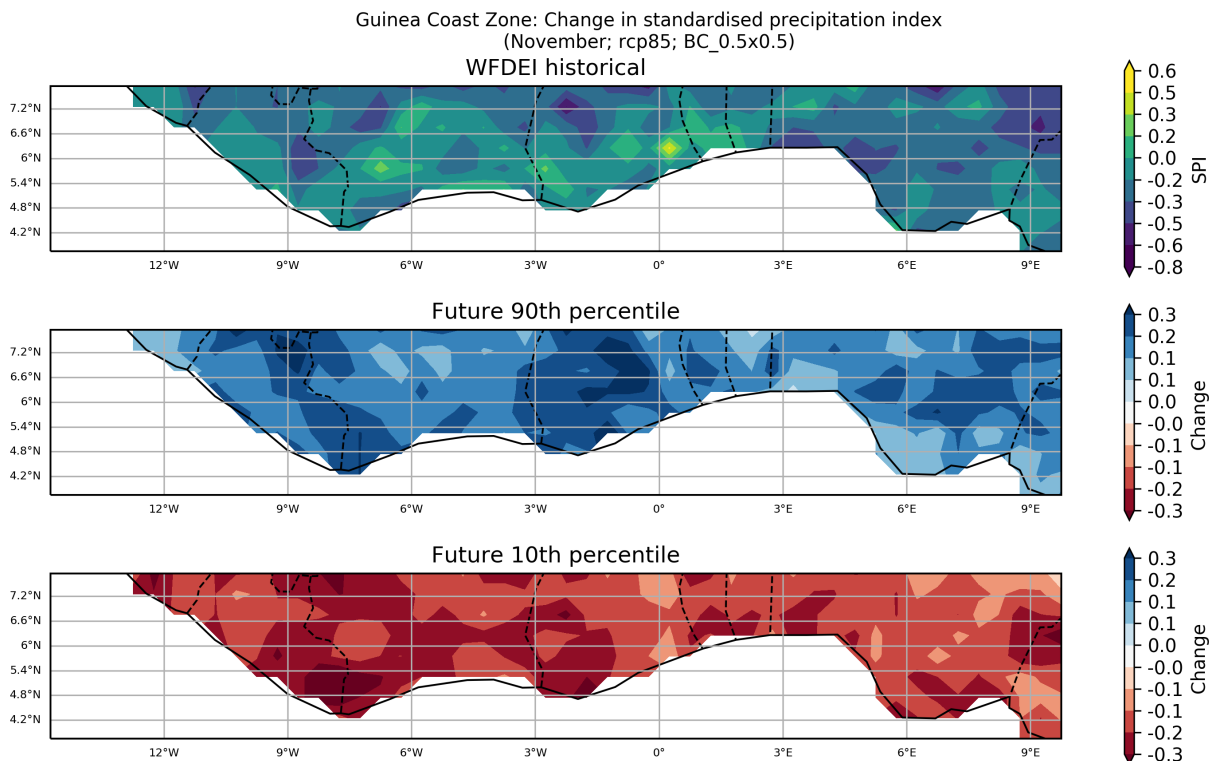 Guinea Coast Zone: Change in standardised precipitation index
(November; rcp85; BC_0.5x0.5)
WFDEI historical
7.2°N
6.6°N
6°N
5.4°N
4.8°N
4.2°N
12°W 9°W 6°W 3°W 0° 3°E 6°E 9°E
0.6
0.5
0.3
0.2
0.0
-0.2
-0.3
-0.5
-0.6
-0.8
SPI
Future 90th percentile
7.2°N
6.6°N
6°N
5.4°N
4.8°N
4.2°N
12°W 9°W 6°W 3°W 0° 3°E 6°E 9°E
0.3
0.2
0.1
0.1
0.0
-0.0
-0.1
-0.1
-0.2
-0.3
Change
Future 10th percentile
7.2°N
6.6°N
6°N
5.4°N
4.8°N
4.2°N
12°W 9°W 6°W 3°W 0° 3°E 6°E 9°E
0.3
0.2
0.1
0.0
-0.0
-0.1
-0.1
-0.2
-0.3
Change